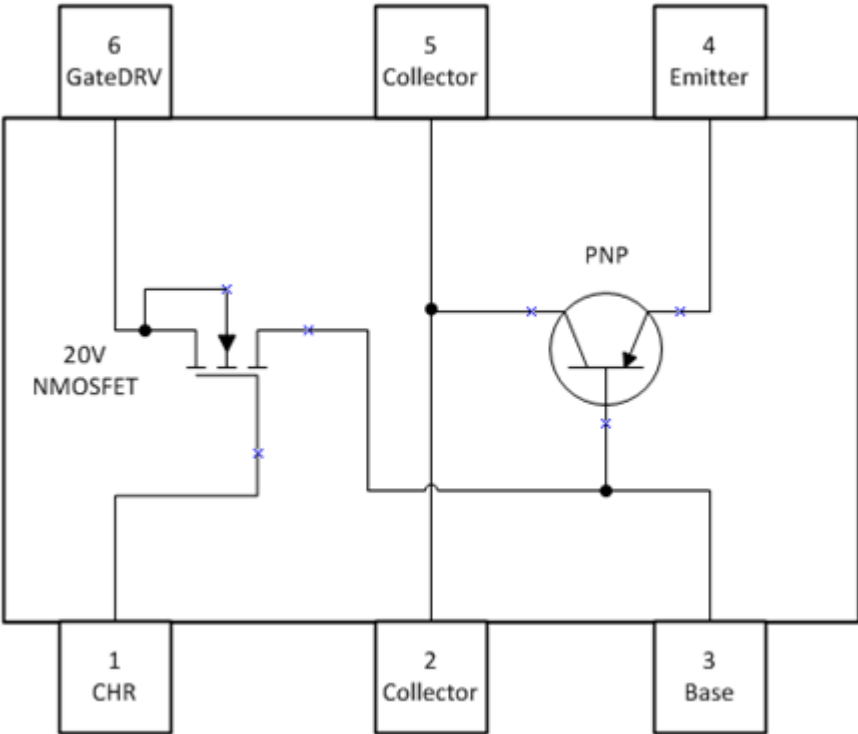 6
GateDRV
5
Collector
4
Emitter
PNP
20V
NMOSFET
1
CHR
2
Collector
3
Base